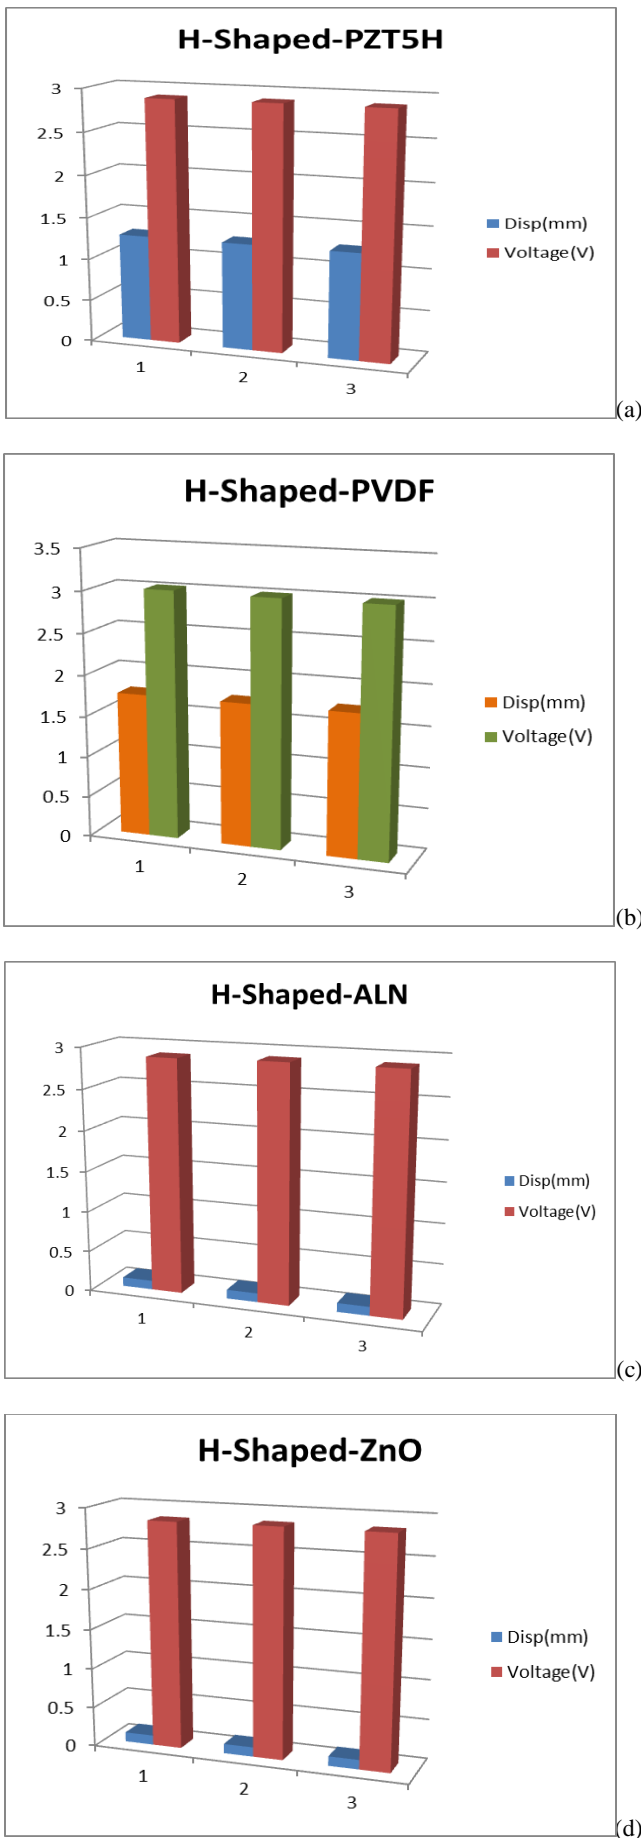 H-Shaped-PZT5H
3
2.5
2
1.5
1
0.5
0
1
2
3
Disp(mm)
Voltage(V)
(a)
H-Shaped-PVDF
3.5
3
2.5
2
1.5
1
0.5
0
1
2
3
Disp(mm)
Voltage(V)
(b)
H-Shaped-ALN
3
2.5
2
1.5
1
0.5
0
1
2
3
Disp(mm)
Voltage(V)
(c)
H-Shaped-ZnO
3
2.5
2
1.5
1
0.5
0
1
2
3
Disp(mm)
Voltage(V)
(d)